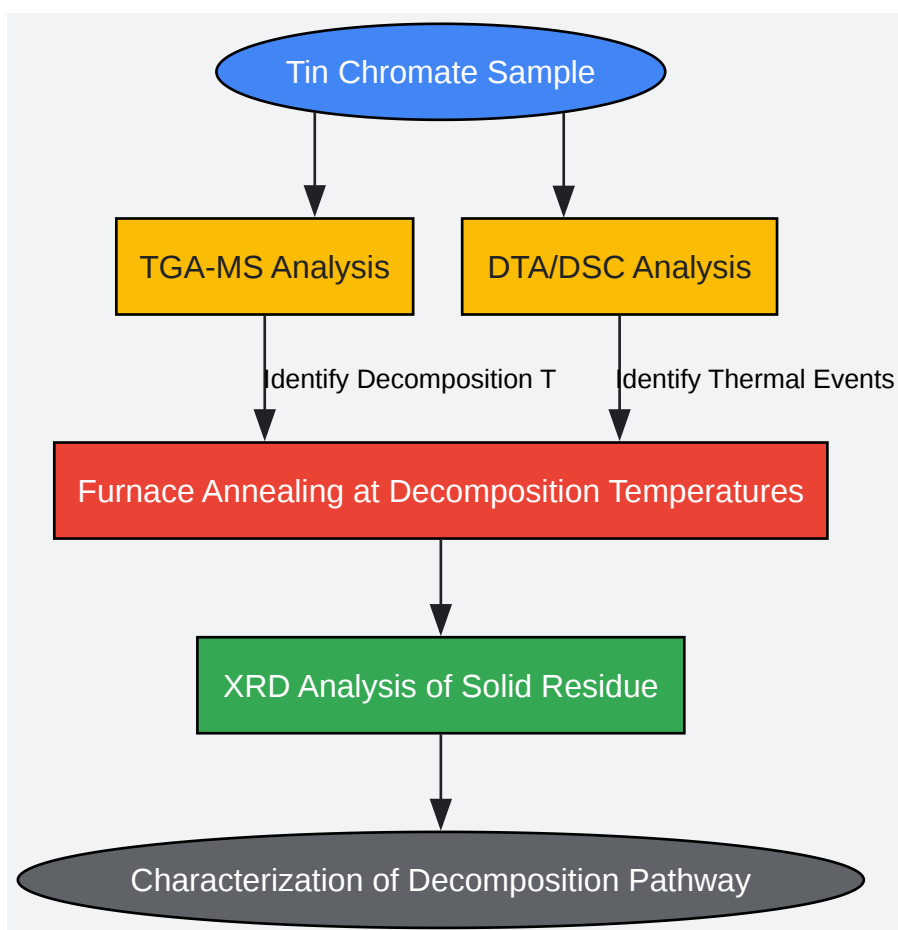 Tin Chromate Sample
TGA-MS Analysis
DTA/DSC Analysis
Identify Decomposition T
Identify Thermal Events
Furnace Annealing at Decomposition Temperatures
XRD Analysis of Solid Residue
Characterization of Decomposition Pathway